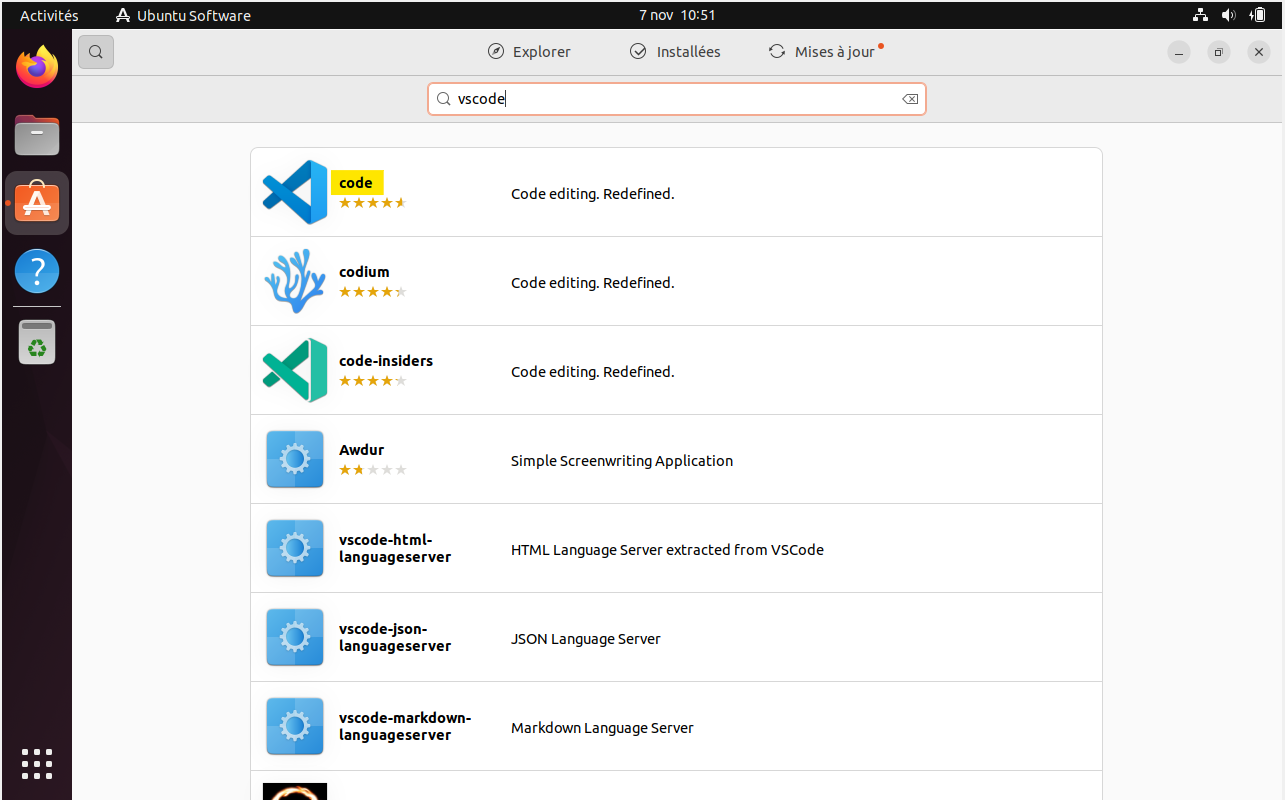 Activités Ubuntu Software 7 nov 10:51
Explorer Installées Mises à jour
vscode
code
Code editing. Redefined.
codium
Code editing. Redefined.
code-insiders
Code editing. Redefined.
Awdur
Simple Screenwriting Application
vscode-html-
languageserver
HTML Language Server extracted from VSCode
vscode-json-
languageserver
JSON Language Server
vscode-markdown-
languageserver
Markdown Language Server